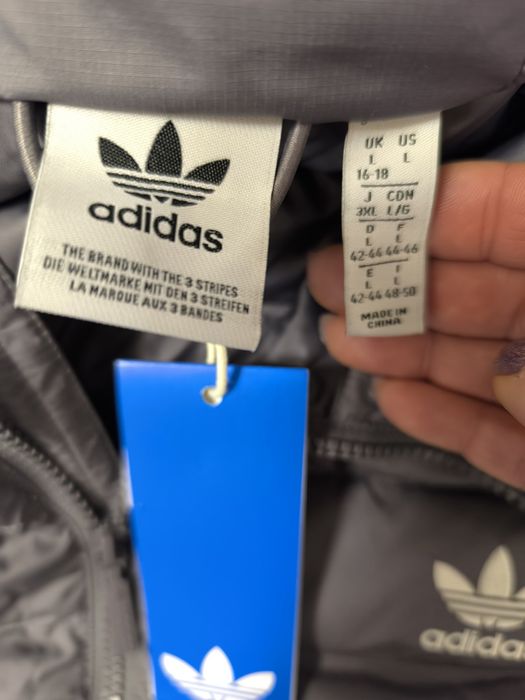 adidas
THE BRAND WITH THE 3 STRIPES
DIE WELTMARKE MIT DEN 3 STREIFEN
LA MARQUE AUX 3 BANDES
UK US
L L
16-18
J CDN
3XL L/G
D F
L L
42-44 44-46
E I
L L
42-44 48-50
MADE IN
CHINA
adidas